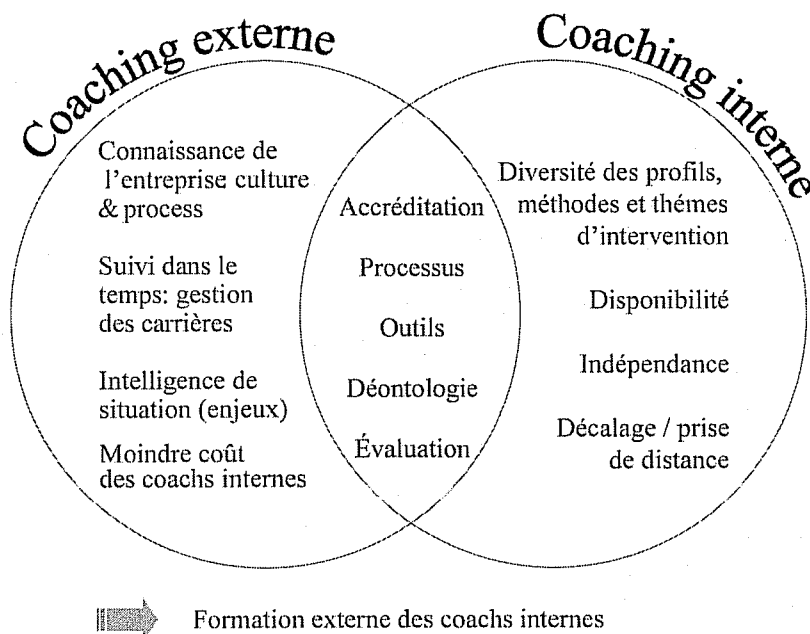 Coaching externe
Coaching interne
Connaissance de
l'entreprise culture
& process
Suivi dans le
temps: gestion
des carrières
Intelligence de
situation (enjeux)
Moindre coût
des coachs internes
Accréditation
Processus
Outils
Déontologie
Évaluation
Diversité des profils,
méthodes et thémes
d'intervention
Disponibilité
Indépendance
Décalage / prise
de distance
Formation externe des coachs internes